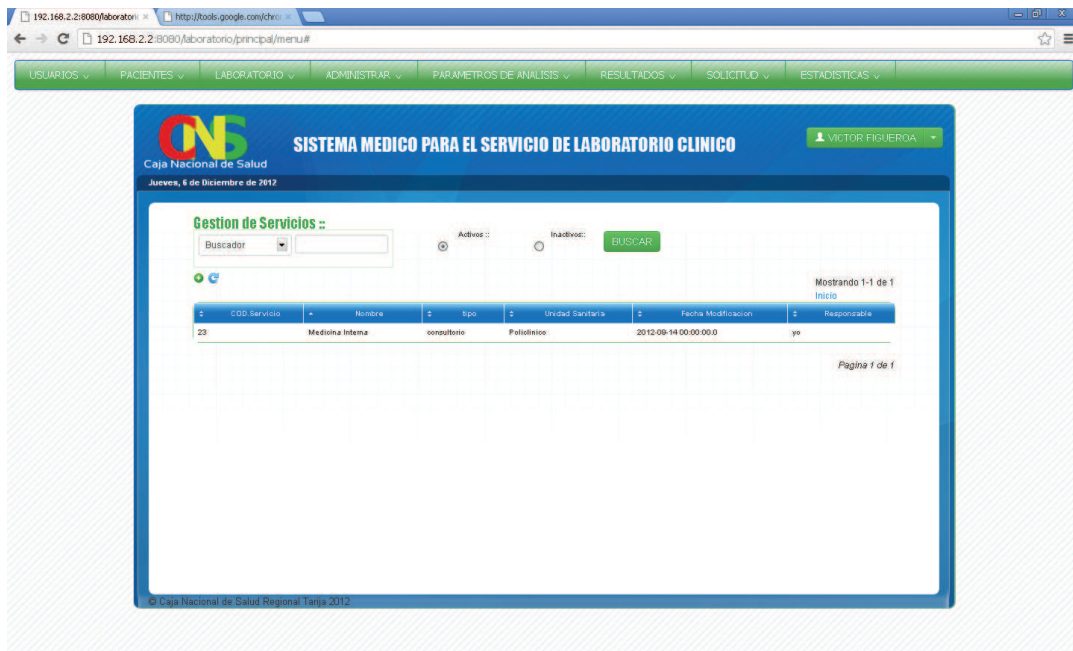 192.168.2.2:8080/laboratorio
http://tools.google.com/chro
192.168.2.2:8080/laboratorio/principal/menu#
USUARIOS PACIENTES LABORATORIO ADMINISTRAR PARAMETROS DE ANALISIS RESULTADOS SOLICITUD ESTADISTICAS
CNS
Caja Nacional de Salud
SISTEMA MEDICO PARA EL SERVICIO DE LABORATORIO CLINICO
VICTOR FIGUEROA
Jueves, 6 de Diciembre de 2012
Gestion de Servicios ::
Buscador
Activos :: Inactivos:: BUSCAR
Mostrando 1-1 de 1
Inicio
COD.Servicio Nombre tipo Unidad Sanitaria Fecha Modificacion Responsable
23 Medicina Interna consultorio Policlinico 2012-09-14 00:00:00.0 yo
Pagina 1 de 1
© Caja Nacional de Salud Regional Tarija 2012